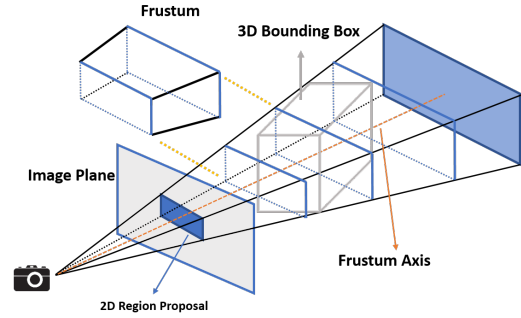 Frustum
3D Bounding Box
Image Plane
Frustum Axis
2D Region Proposal